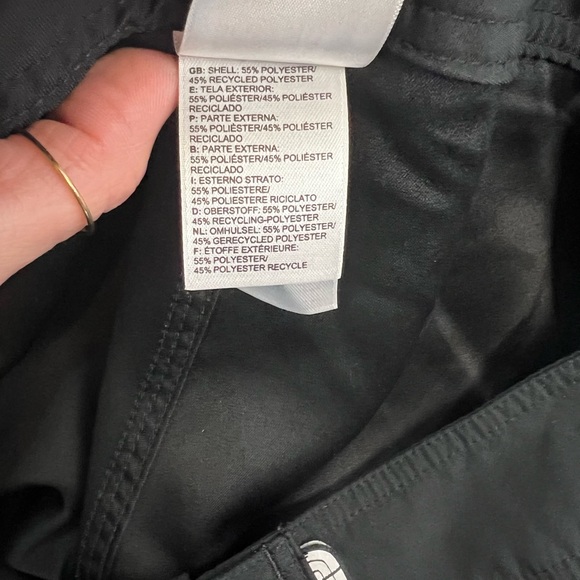 GB: SHELL: 55% POLYESTER/
45% RECYCLED POLYESTER
E: TELA EXTERIOR:
55% POLIÉSTER/45% POLIÉSTER
RECICLADO
P: PARTE EXTERNA:
55% POLIÉSTER/45% POLIÉSTER
RECICLADO
B: PARTE EXTERNA:
55% POLIÉSTER/45% POLIÉSTER
RECICLADO
I: ESTERNO STRATO:
55% POLIESTERE/
45% POLIESTERE RICICLATO
D: OBERSTOFF: 55% POLYESTER/
45% RECYCLING-POLYESTER
NL: OMHULSEL: 55% POLYESTER/
45% GERECYCLED POLYESTER
F: ÉTOFFE EXTÉRIEURE:
55% POLYESTER/
45% POLYESTER RECYCLE